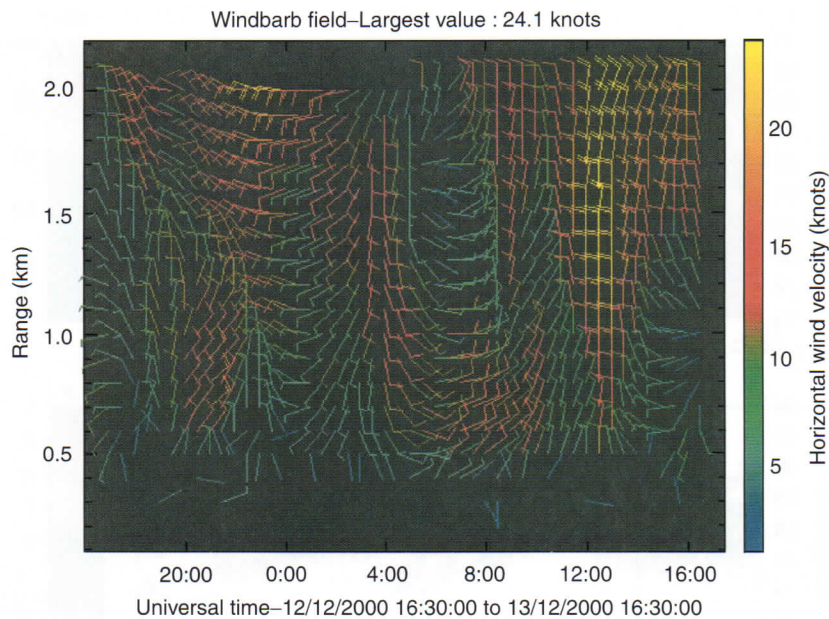 Windbarb field–Largest value : 24.1 knots
2.0
1.5
1.0
0.5
Range (km)
20:00 0:00 4:00 8:00 12:00 16:00
Universal time–12/12/2000 16:30:00 to 13/12/2000 16:30:00
20
15
10
5
Horizontal wind velocity (knots)